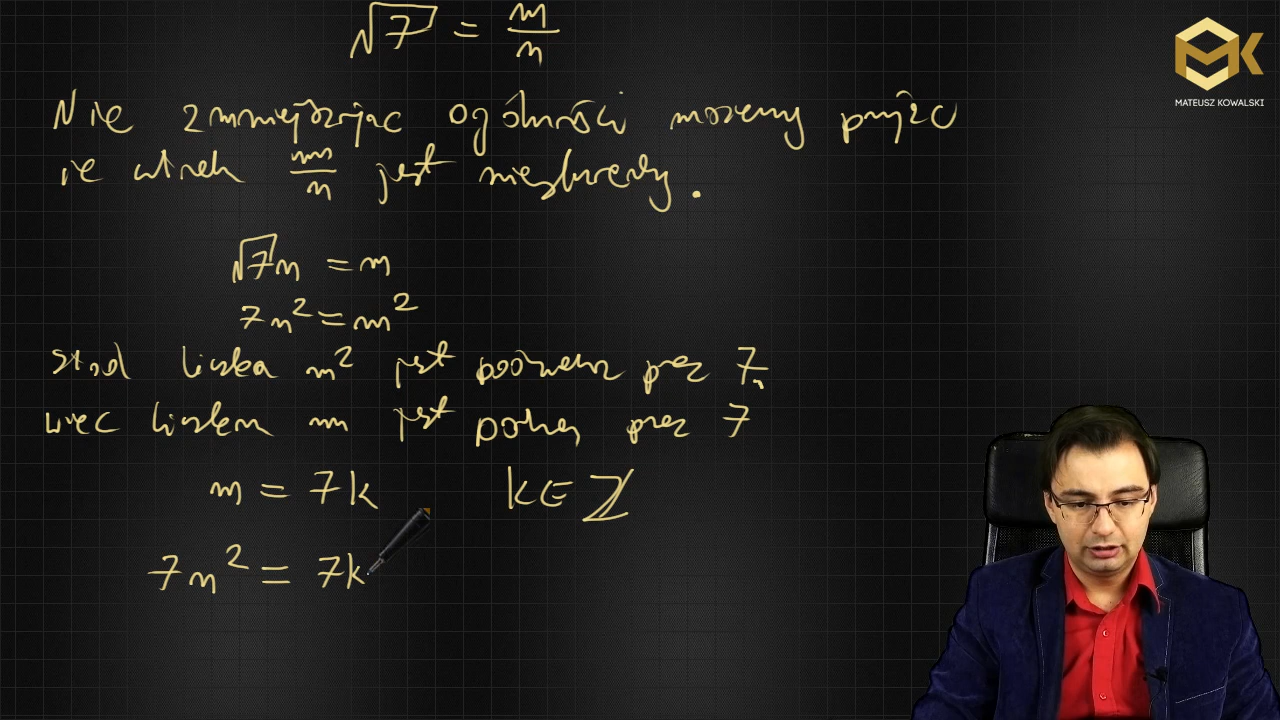 √7 = m/n
MATEUSZ KOWALSKI
Nie zmniejszając ogólności możemy przyjąć
że ułamek m/n jest nieskracalny.
√7n = m
7n² = m²
stąd liczba m² jest podzielna przez 7,
więc liczba m jest podz przez 7
m = 7k k∈ℤ
7n² = 7k